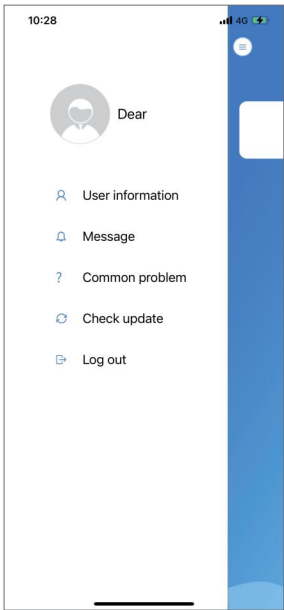 10:28
4G
Dear
User information
Message
? Common problem
Check update
Log out